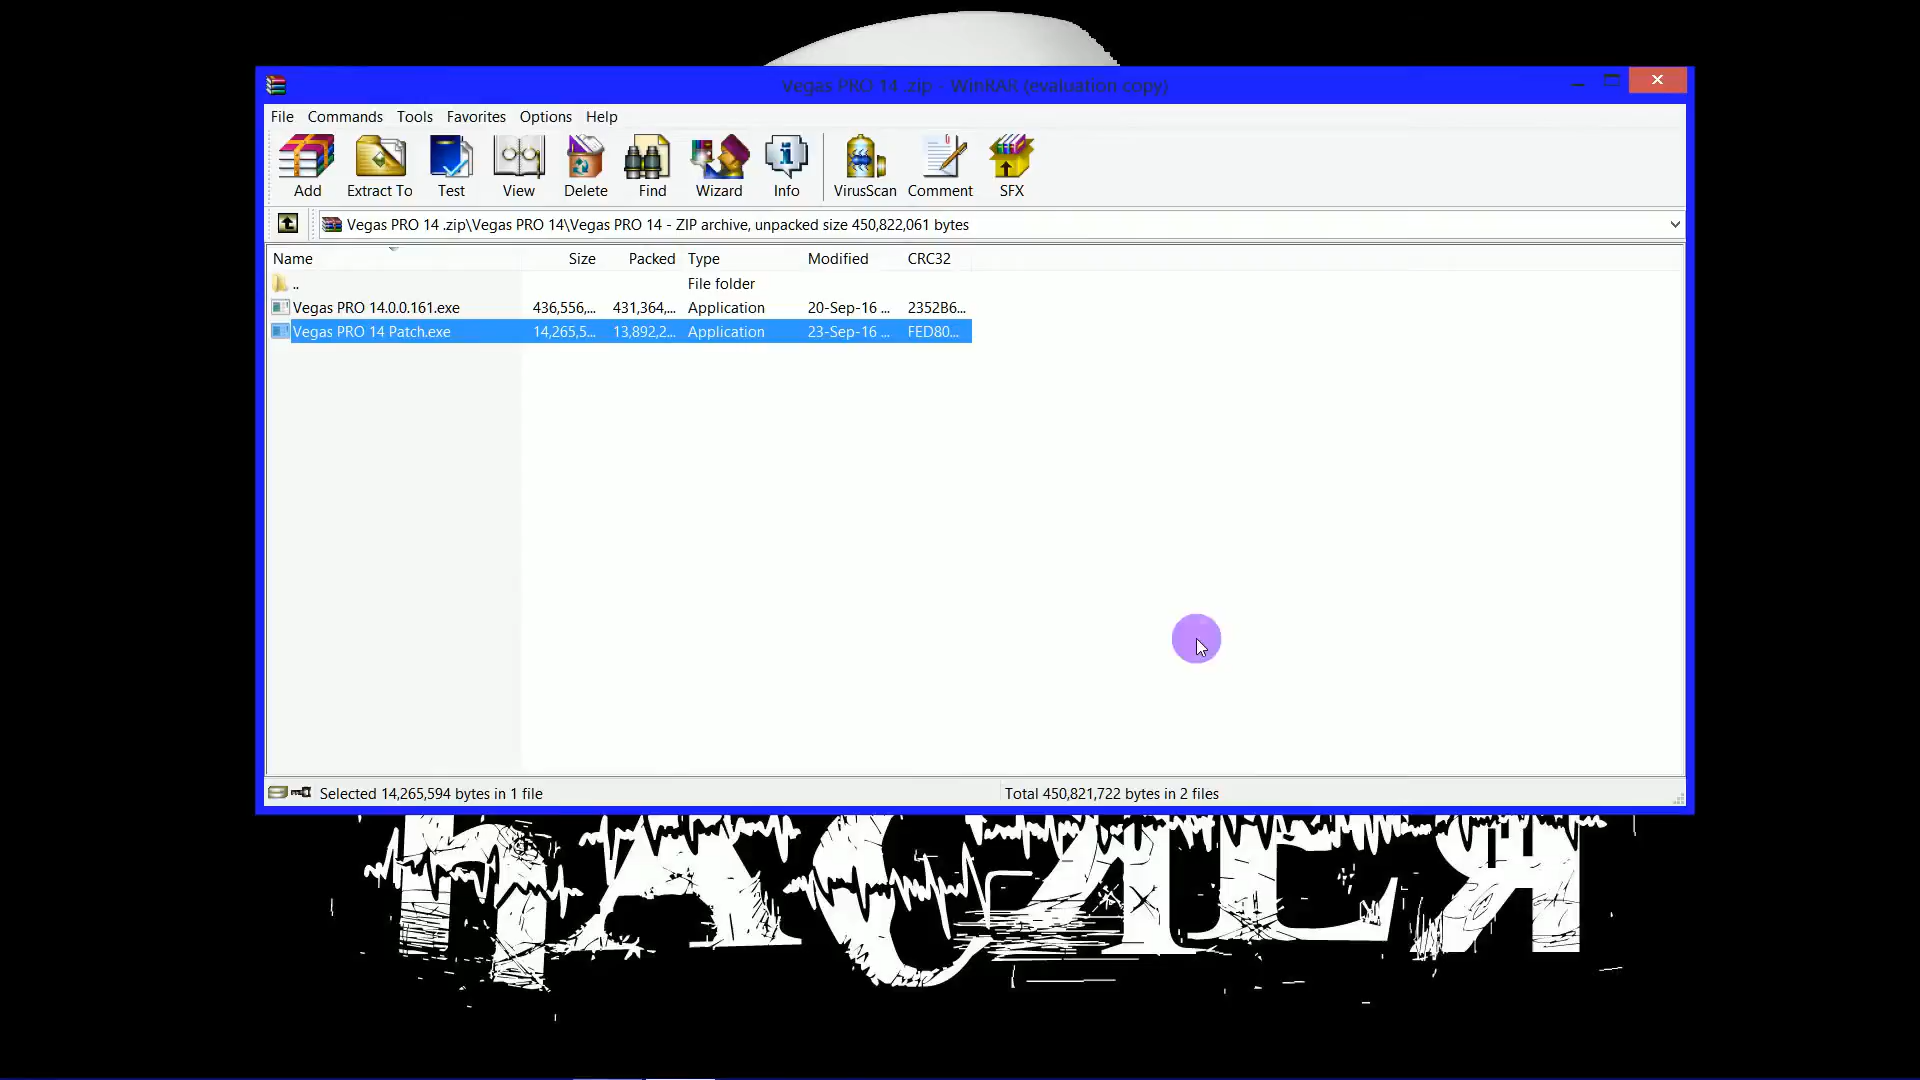 Vegas PRO 14 .zip - WinRAR (evaluation copy)
File Commands Tools Favorites Options Help
Add Extract To Test View Delete Find Wizard Info VirusScan Comment SFX
Vegas PRO 14 .zip\Vegas PRO 14\Vegas PRO 14 - ZIP archive, unpacked size 450,822,061 bytes
Name Size Packed Type Modified CRC32
.. File folder
Vegas PRO 14.0.0.161.exe 436,556,... 431,364,... Application 20-Sep-16 ... 2352B6...
Vegas PRO 14 Patch.exe 14,265,5... 13,892,2... Application 23-Sep-16 ... FED80...
Selected 14,265,594 bytes in 1 file Total 450,821,722 bytes in 2 files